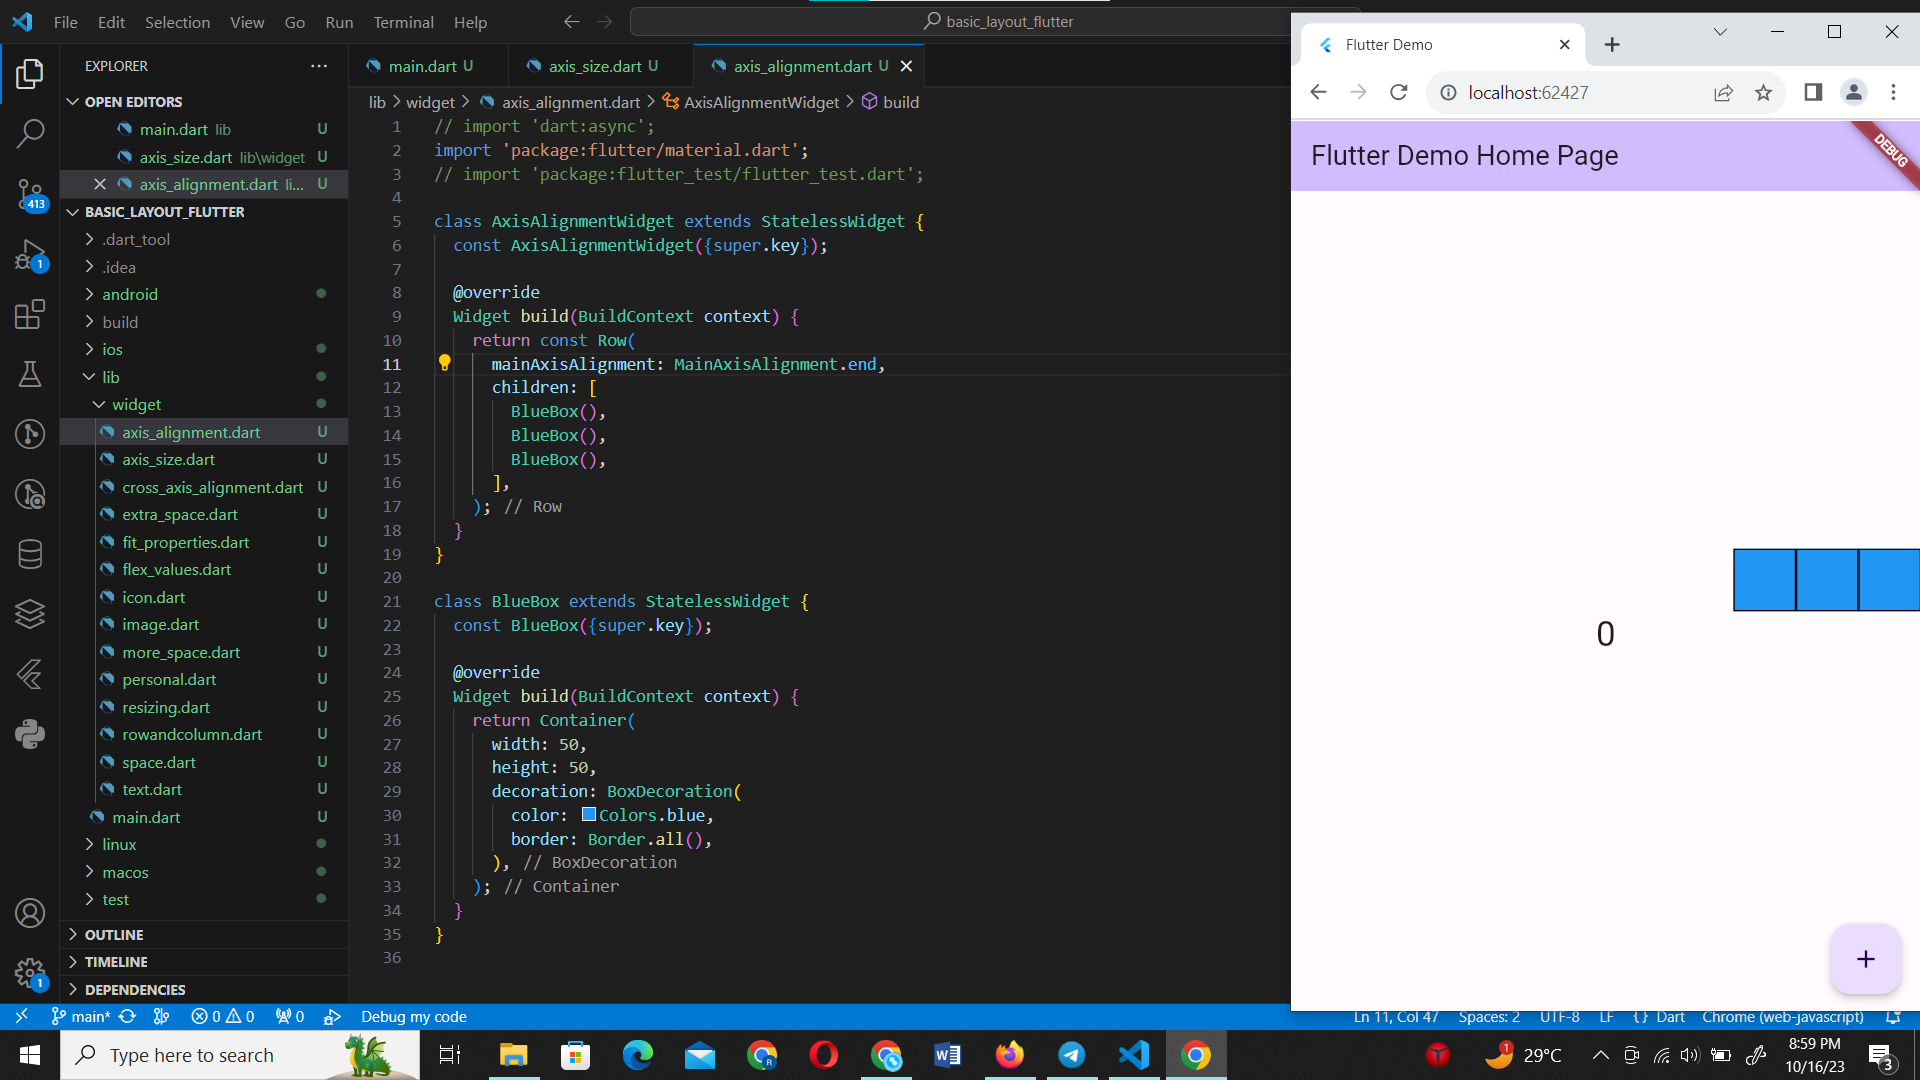 File Edit Selection View Go Run Terminal Help
basic_layout_flutter
EXPLORER
OPEN EDITORS
main.dart lib U
axis_size.dart lib\widget U
axis_alignment.dart li... U
413
BASIC_LAYOUT_FLUTTER
.dart_tool
1
.idea
android
build
ios
lib
widget
axis_alignment.dart U
axis_size.dart U
cross_axis_alignment.dart U
extra_space.dart U
fit_properties.dart U
flex_values.dart U
icon.dart U
image.dart U
more_space.dart U
personal.dart U
resizing.dart U
rowandcolumn.dart U
space.dart U
text.dart U
main.dart U
linux
macos
test
OUTLINE
TIMELINE
1
DEPENDENCIES
main.dart U axis_size.dart U axis_alignment.dart U
lib > widget > axis_alignment.dart > AxisAlignmentWidget > build
1 // import 'dart:async';
2 import 'package:flutter/material.dart';
3 // import 'package:flutter_test/flutter_test.dart';
4
5 class AxisAlignmentWidget extends StatelessWidget {
6 const AxisAlignmentWidget({super.key});
7
8 @override
9 Widget build(BuildContext context) {
10 return const Row(
11 mainAxisAlignment: MainAxisAlignment.end,
12 children: [
13 BlueBox(),
14 BlueBox(),
15 BlueBox(),
16 ],
17 ); // Row
18 }
19 }
20
21 class BlueBox extends StatelessWidget {
22 const BlueBox({super.key});
23
24 @override
25 Widget build(BuildContext context) {
26 return Container(
27 width: 50,
28 height: 50,
29 decoration: BoxDecoration(
30 color: Colors.blue,
31 border: Border.all(),
32 ), // BoxDecoration
33 ); // Container
34 }
35 }
36
Flutter Demo
localhost:62427
Flutter Demo Home Page
DEBUG
0
+
main* 0 0 0 Debug my code
Ln 11, Col 47 Spaces: 2 UTF-8 LF {} Dart Chrome (web-javascript)
Type here to search
1
29°C
8:59 PM
10/16/23
3